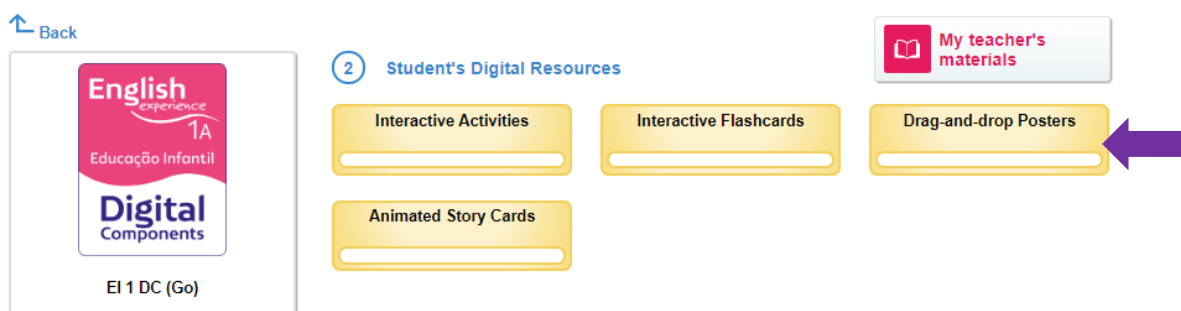 Back
My teacher's
materials
2 Student's Digital Resources
English
experience
1A
Educação Infantil
Digital
Components
EI 1 DC (Go)
Interactive Activities
Interactive Flashcards
Drag-and-drop Posters
Animated Story Cards